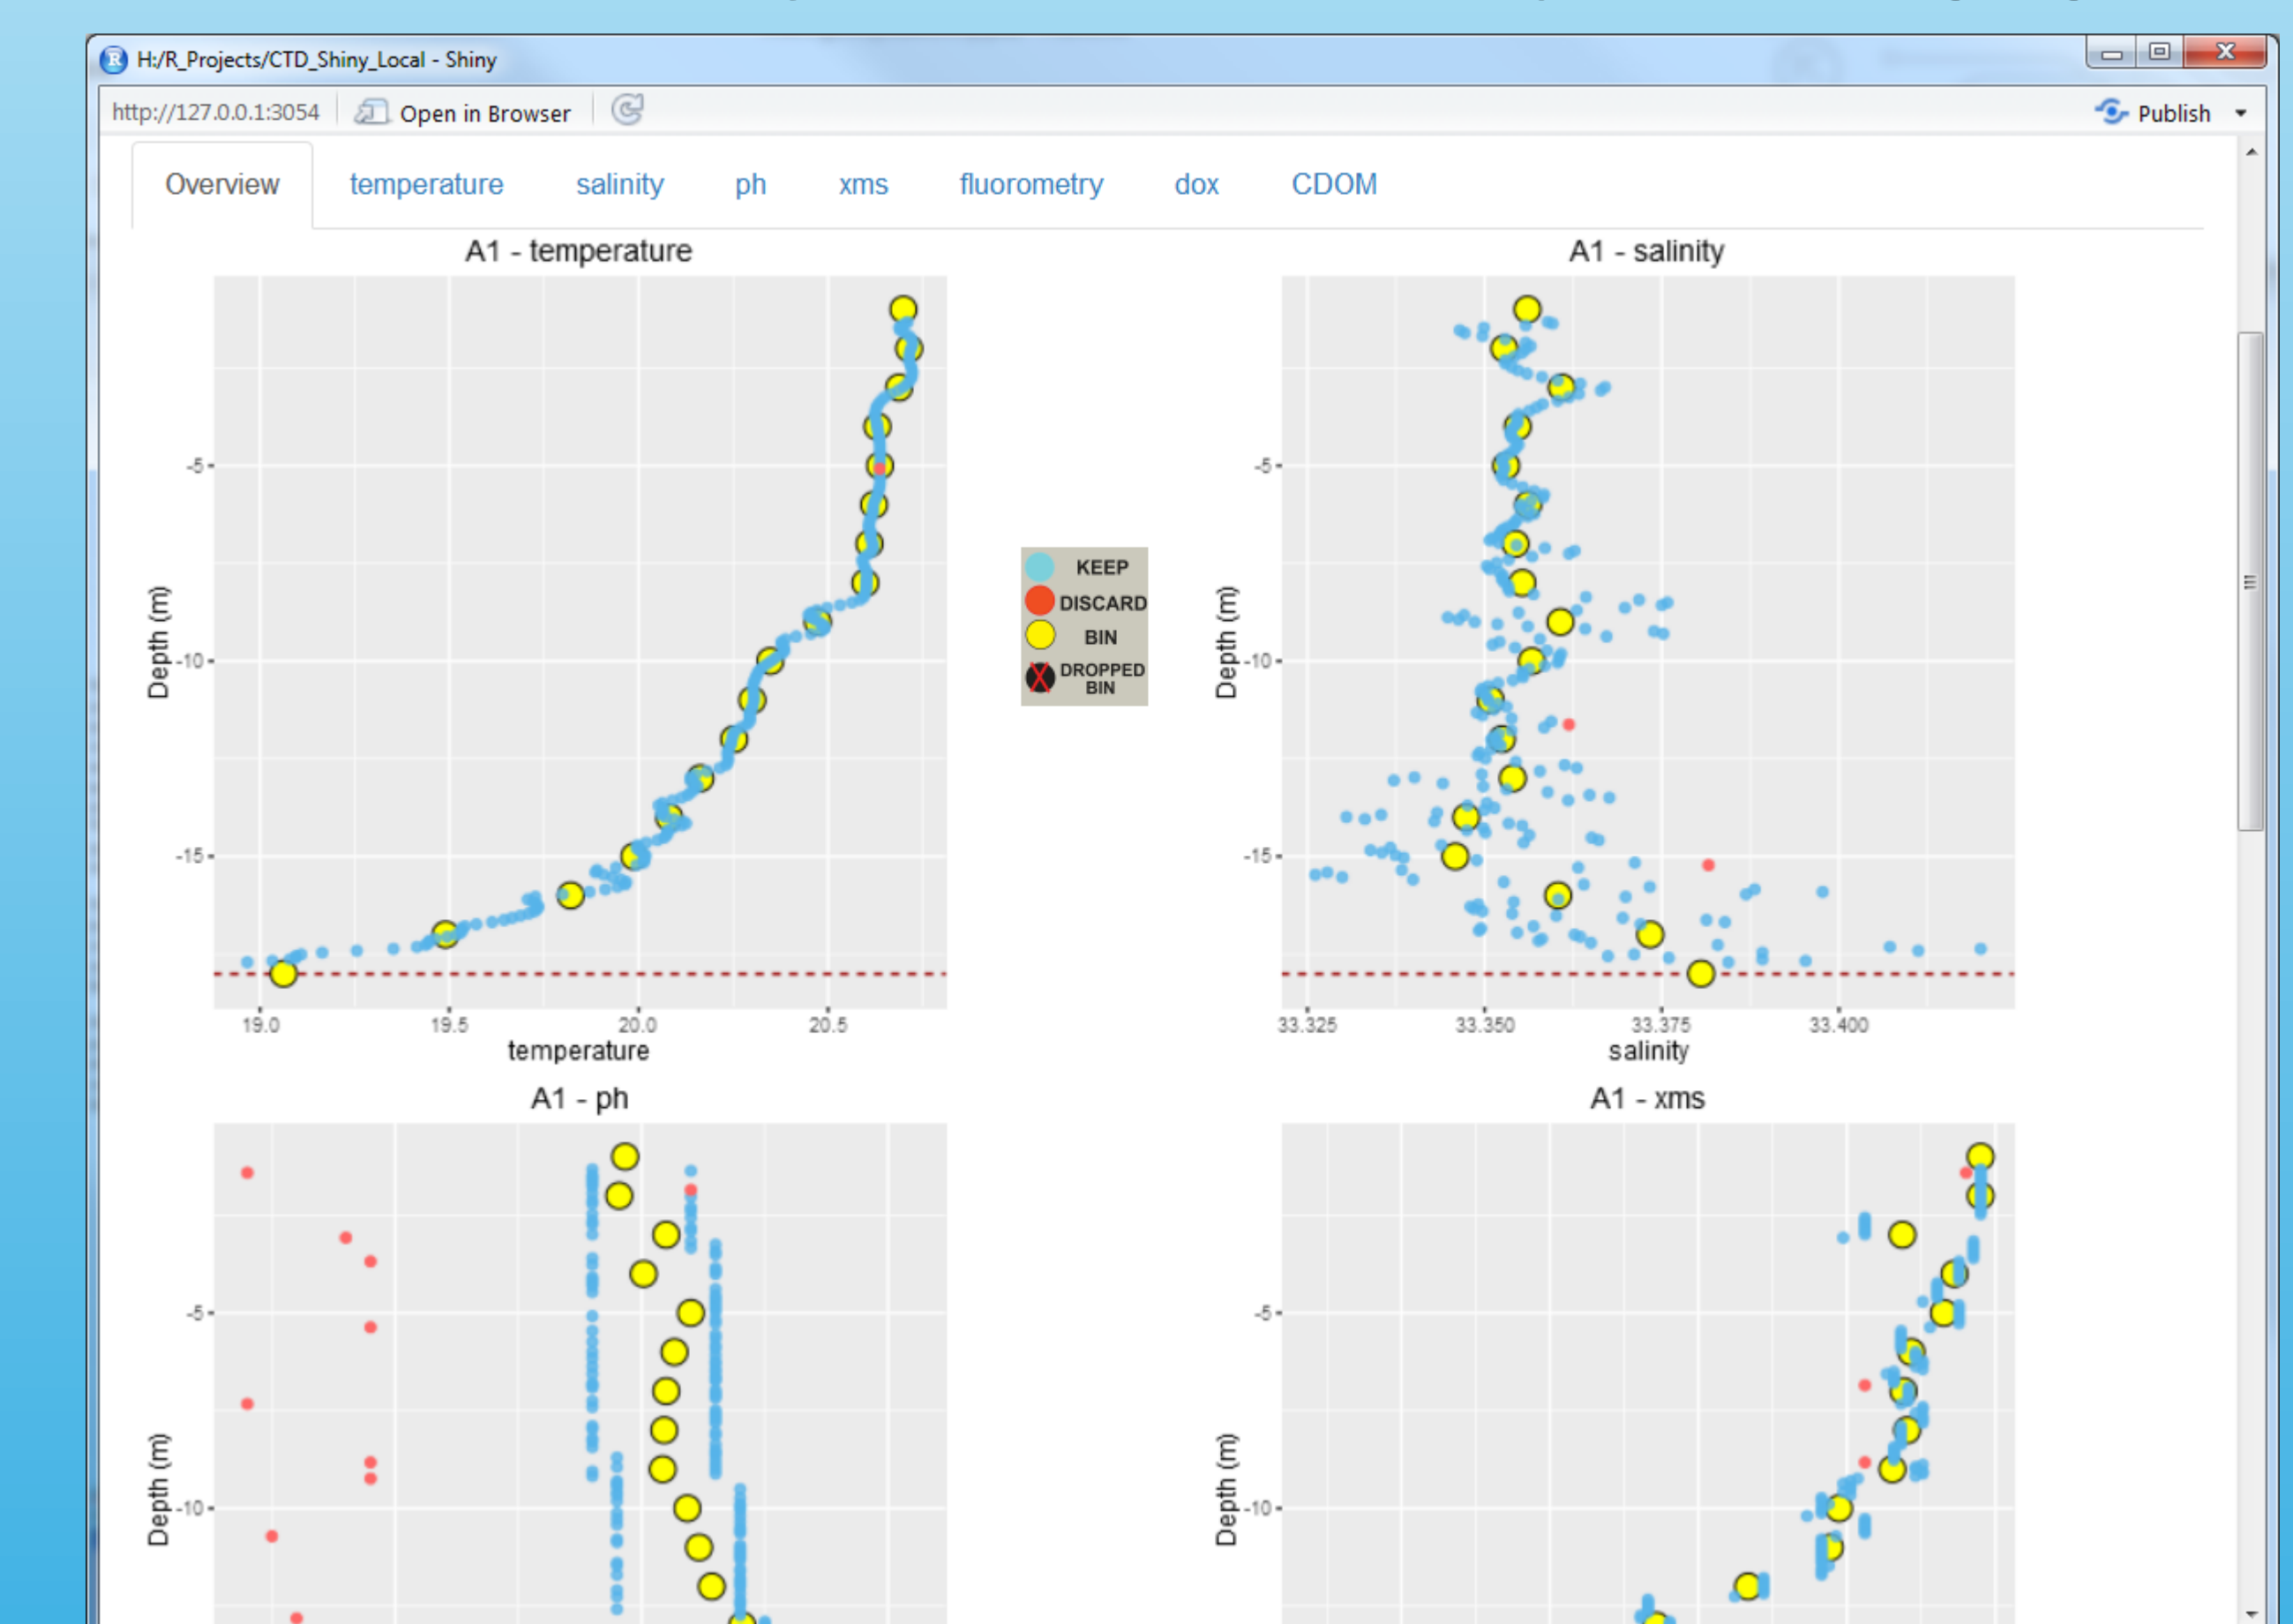 H:/R_Projects/CTD_Shiny_Local - Shiny
http://127.0.0.1:3054 Open in Browser Publish
Overview temperature salinity ph xms fluorometry dox CDOM
A1 - temperature
Depth (m)
-5
-10
-15
19.0 19.5 20.0 20.5
temperature
KEEP
DISCARD
BIN
DROPPED
BIN
A1 - salinity
Depth (m)
-5
-10
-15
33.325 33.350 33.375 33.400
salinity
A1 - ph
Depth (m)
-5
-10
A1 - xms
Depth (m)
-5
-10